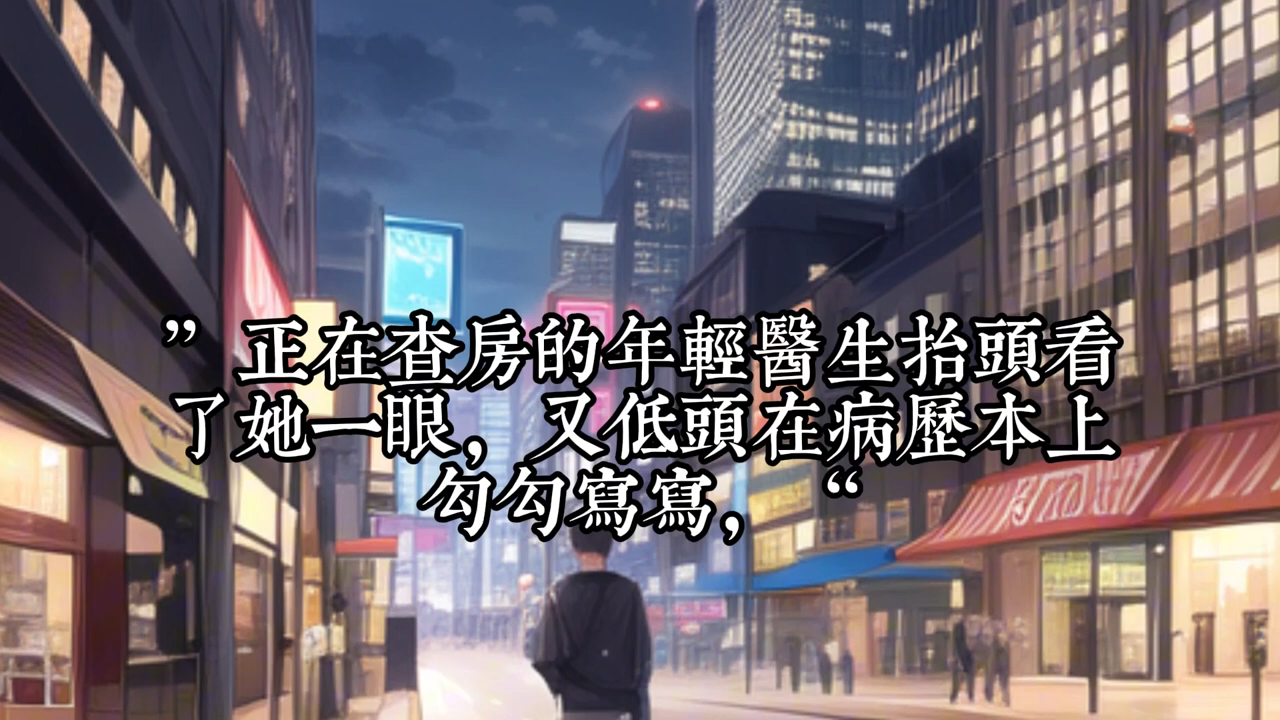 ”正在查房的年輕醫生抬頭看
了她一眼，又低頭在病歷本上
勾勾寫寫，“